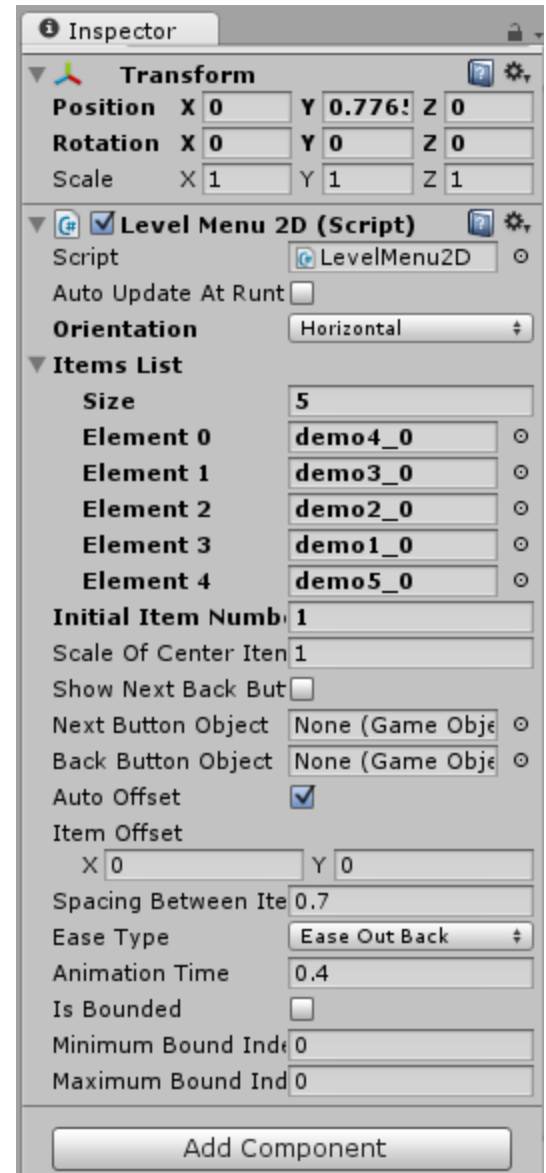 Inspector
Transform
Position X 0 Y 0.776 Z 0
Rotation X 0 Y 0 Z 0
Scale X 1 Y 1 Z 1
Level Menu 2D (Script)
Script LevelMenu2D
Auto Update At Runt
Orientation Horizontal
Items List
Size 5
Element 0 demo4_0
Element 1 demo3_0
Element 2 demo2_0
Element 3 demo1_0
Element 4 demo5_0
Initial Item Numb 1
Scale Of Center Iten 1
Show Next Back But
Next Button Object None (Game Obje
Back Button Object None (Game Obje
Auto Offset
Item Offset
X 0 Y 0
Spacing Between Ite 0.7
Ease Type Ease Out Back
Animation Time 0.4
Is Bounded
Minimum Bound Inde 0
Maximum Bound Ind 0
Add Component